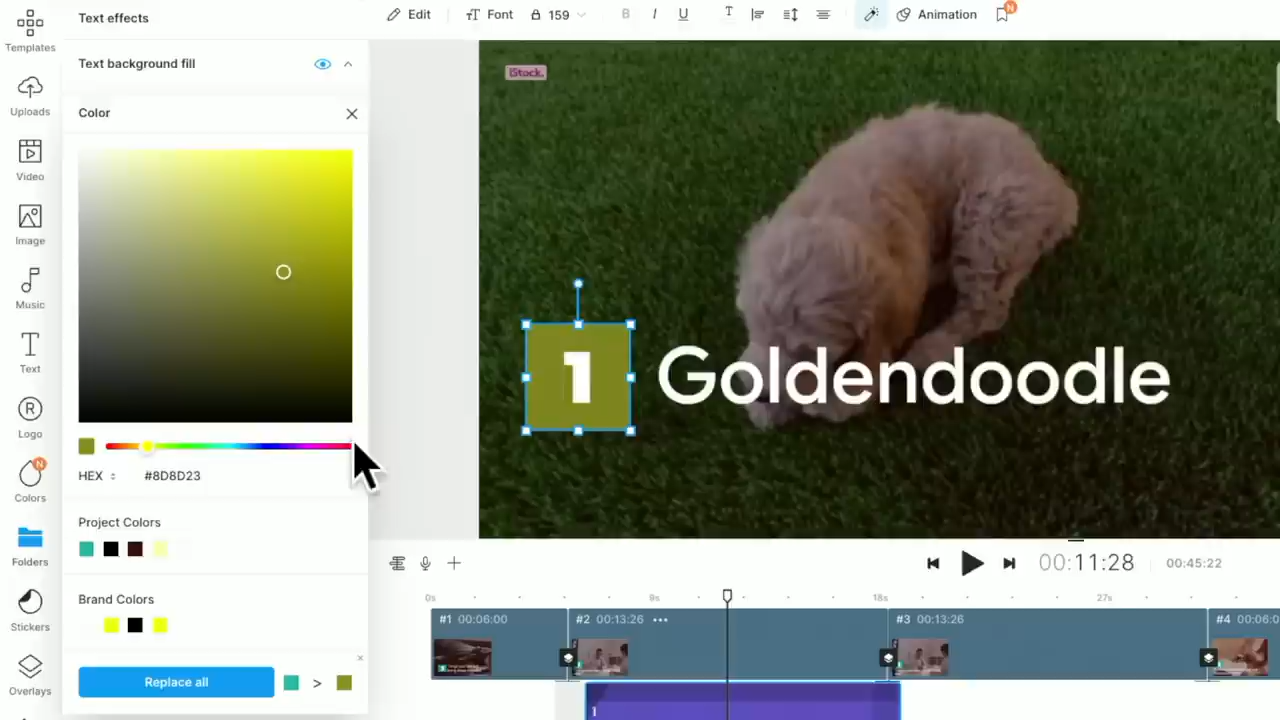 Text effects
Edit
Font
159
B
I
U
T
Animation
N
Templates
Uploads
Video
Image
Music
Text
Logo
Colors
Folders
Stickers
Overlays
N
R
Text background fill
Color
HEX
#8D8D23
Project Colors
Brand Colors
Replace all
>
iStock.
1 Goldendoodle
00:11:28
00:45:22
0s
9s
18s
27s
#1 00:06:00
#2 00:13:26
#3 00:13:26
#4 00:06:0
1